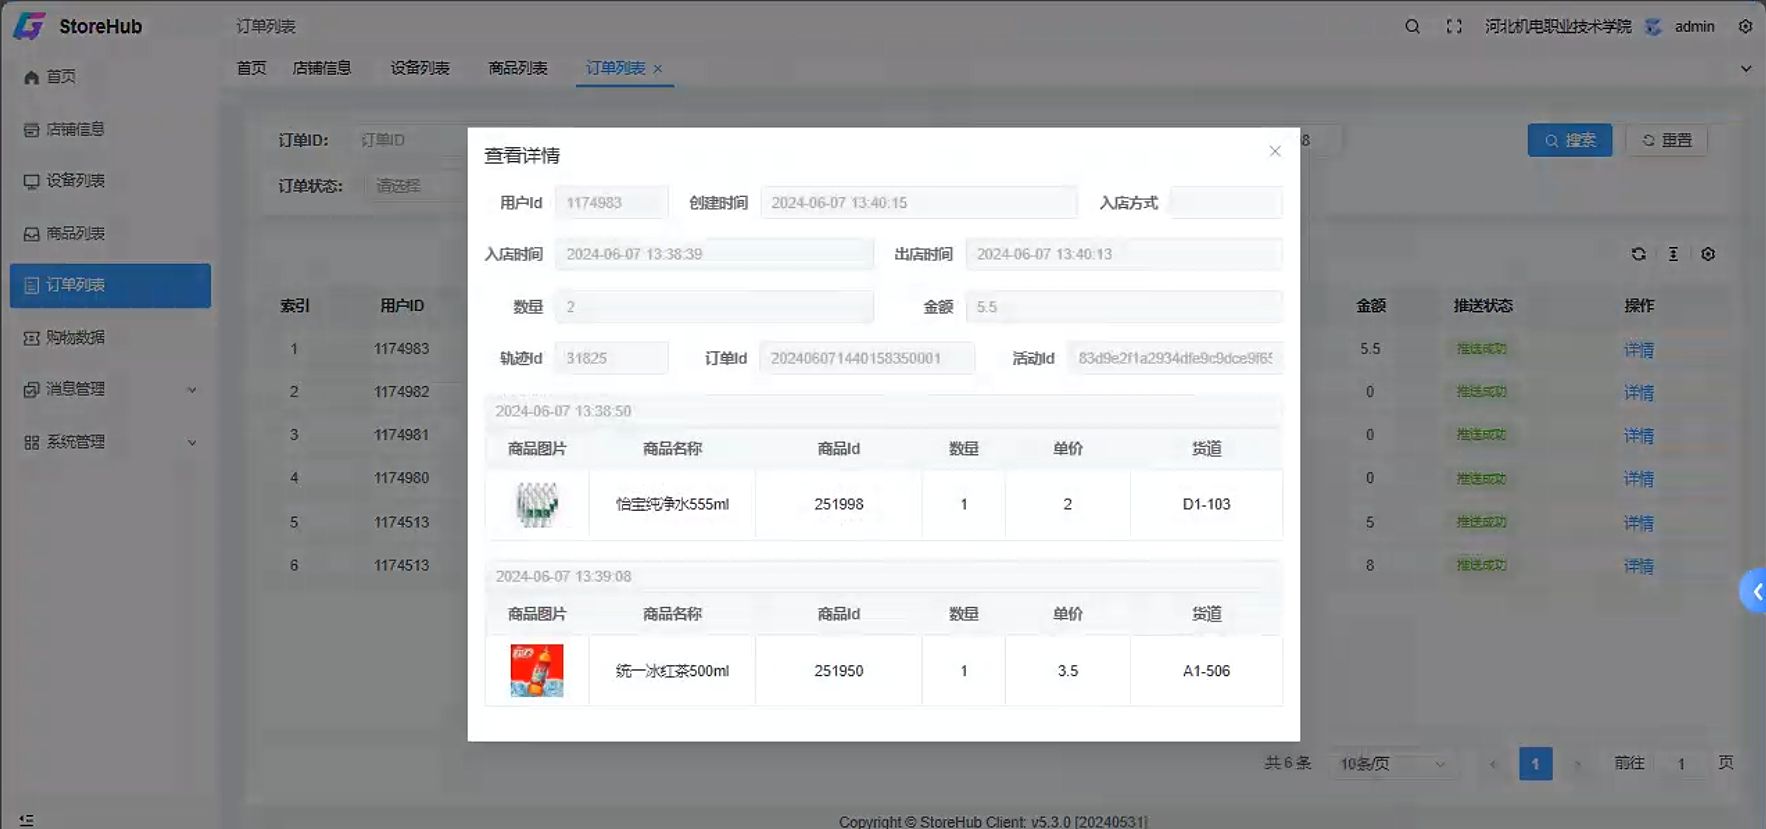 StoreHub
订单列表
河北机电职业技术学院
admin
首页
店铺信息
设备列表
商品列表
订单列表
首页
店铺信息
设备列表
商品列表
订单列表
购物数据
消息管理
系统管理
订单ID:
订单ID
8
搜索
重置
订单状态:
请选择
索引 用户ID 金额 推送状态 操作
1 1174983 5.5 推送成功 详情
2 1174982 0 推送成功 详情
3 1174981 0 推送成功 详情
4 1174980 0 推送成功 详情
5 1174513 5 推送成功 详情
6 1174513 8 推送成功 详情
查看详情
用户Id 1174983 创建时间 2024-06-07 13:40:15 入店方式
入店时间 2024-06-07 13:38:39 出店时间 2024-06-07 13:40:13
数量 2 金额 5.5
轨迹Id 31825 订单Id 202406071440158350001 活动Id 83d9e2f1a2934dfe9c9dce9f65
2024-06-07 13:38:50
商品图片 商品名称 商品Id 数量 单价 货道
怡宝纯净水555ml 251998 1 2 D1-103
2024-06-07 13:39:08
商品图片 商品名称 商品Id 数量 单价 货道
统一冰红茶500ml 251950 1 3.5 A1-506
共 6 条 10条/页 1 前往 1 页
Copyright © StoreHub Client: v5.3.0 [20240531]